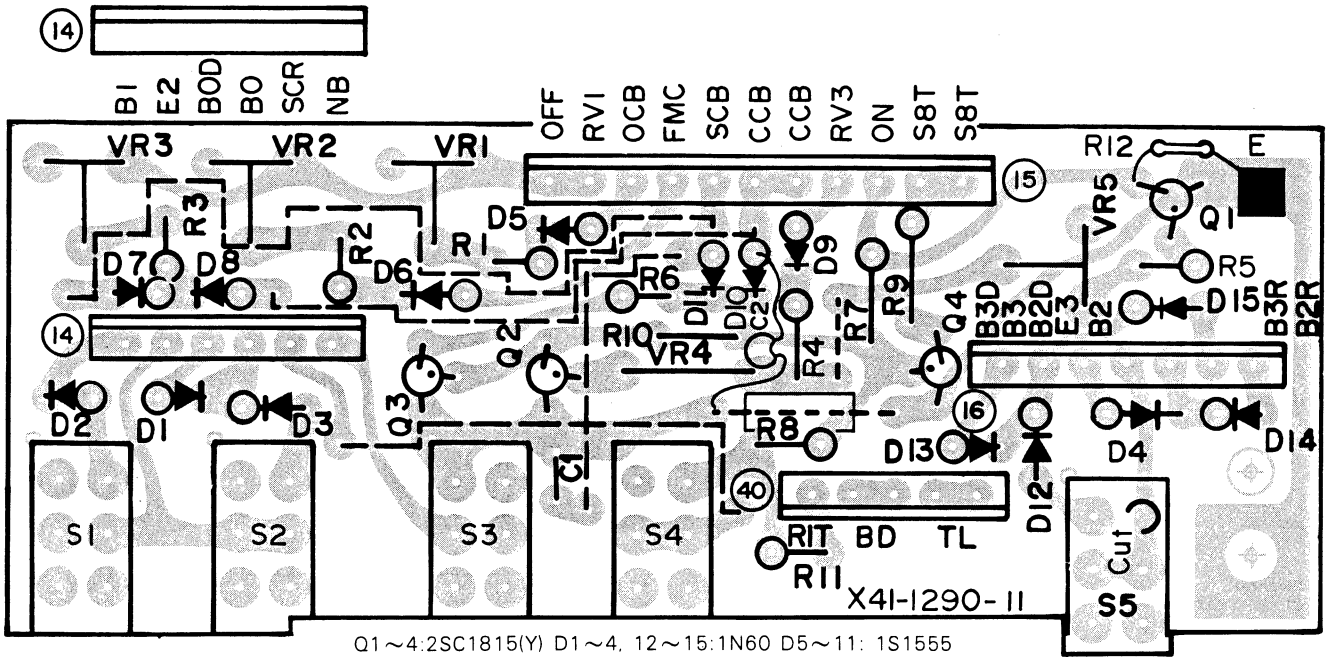 14
B1
E2
BOD
BO
SCR
NB
OFF
RV1
OCB
FMC
SCB
CCB
CCB
RV3
ON
S8T
S8T
VR3
VR2
VR1
R12
E
15
VR5
Q1
R3
R2
R1
D5
D9
D7
D8
D6
R6
D11
D10
C2
R7
R9
Q4
R5
D15
B3D
B3
B2D
E3
B2
B3R
B2R
14
Q2
R10
VR4
R4
D2
D1
D3
Q3
R8
16
D13
D12
D4
D14
C1
40
S1
S2
S3
S4
RIT
BD
TL
R11
Cut
S5
X41-1290-11
Q1~4:2SC1815(Y) D1~4, 12~15:1N60 D5~11: 1S1555